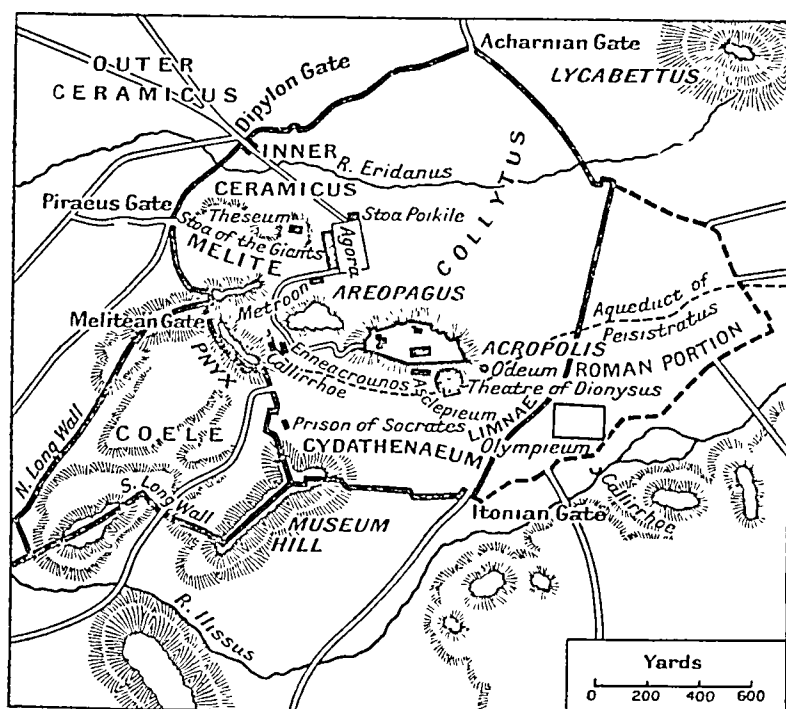 Acharnian Gate
LYCABETTUS
OUTER
CERAMICUS
Dipylon Gate
INNER
CERAMICUS
R. Eridanus
COLLYTUS
Piraeus Gate
Theseum
Stoa Poikile
Stoa of the Giants
MELITE
Agora
Metroon
AREOPAGUS
Aqueduct of
Peisistratus
Melitean Gate
PNYX
Callirrhoe
Enneacrounos
ACROPOLIS
Odeum
ROMAN PORTION
Theatre of Dionysus
Asclepieum
LIMNAE
Prison of Socrates
CYDATHENAEUM
Olympieum
COELE
N. Long Wall
S. Long Wall
MUSEUM
HILL
Itonian Gate
Callirrhoe
R. Ilissus
Yards
0 200 400 600